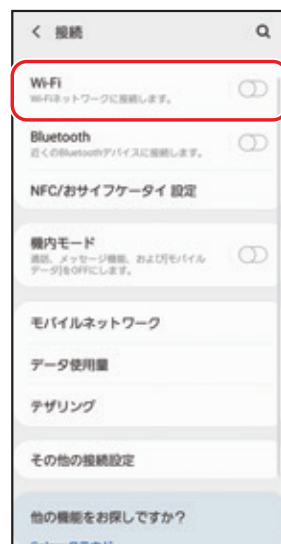 接続
Wi-Fi
Wi-Fiネットワークに接続します。
Bluetooth
近くのBluetoothデバイスに接続します。
NFC/おサイフケータイ 設定
機内モード
通話、メッセージ機能、および[モバイル
データ]をOFFにします。
モバイルネットワーク
データ使用量
テザリング
その他の接続設定
他の機能をお探しですか？